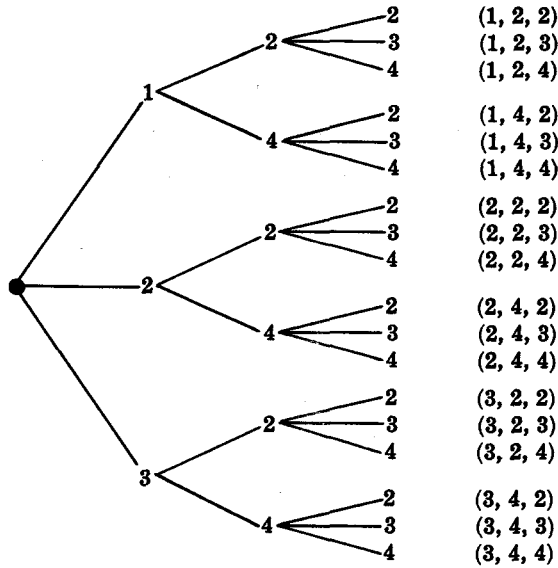 2 (1, 2, 2)
2 3 (1, 2, 3)
4 (1, 2, 4)
1
2 (1, 4, 2)
4 3 (1, 4, 3)
4 (1, 4, 4)
2 (2, 2, 2)
2 3 (2, 2, 3)
4 (2, 2, 4)
2
2 (2, 4, 2)
4 3 (2, 4, 3)
4 (2, 4, 4)
2 (3, 2, 2)
2 3 (3, 2, 3)
4 (3, 2, 4)
3
2 (3, 4, 2)
4 3 (3, 4, 3)
4 (3, 4, 4)